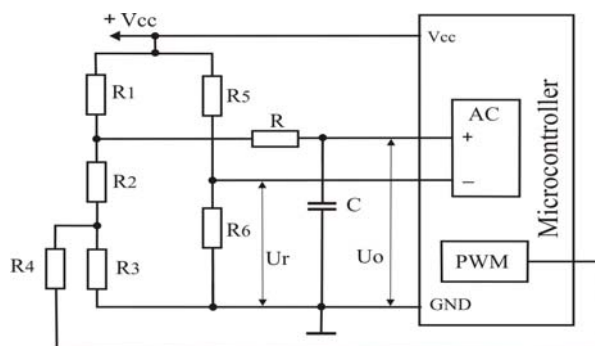 + Vcc
Vcc
R1
R5
R
AC
+
−
R2
C
R6
R4
R3
Ur
Uo
PWM
GND
Microcontroller